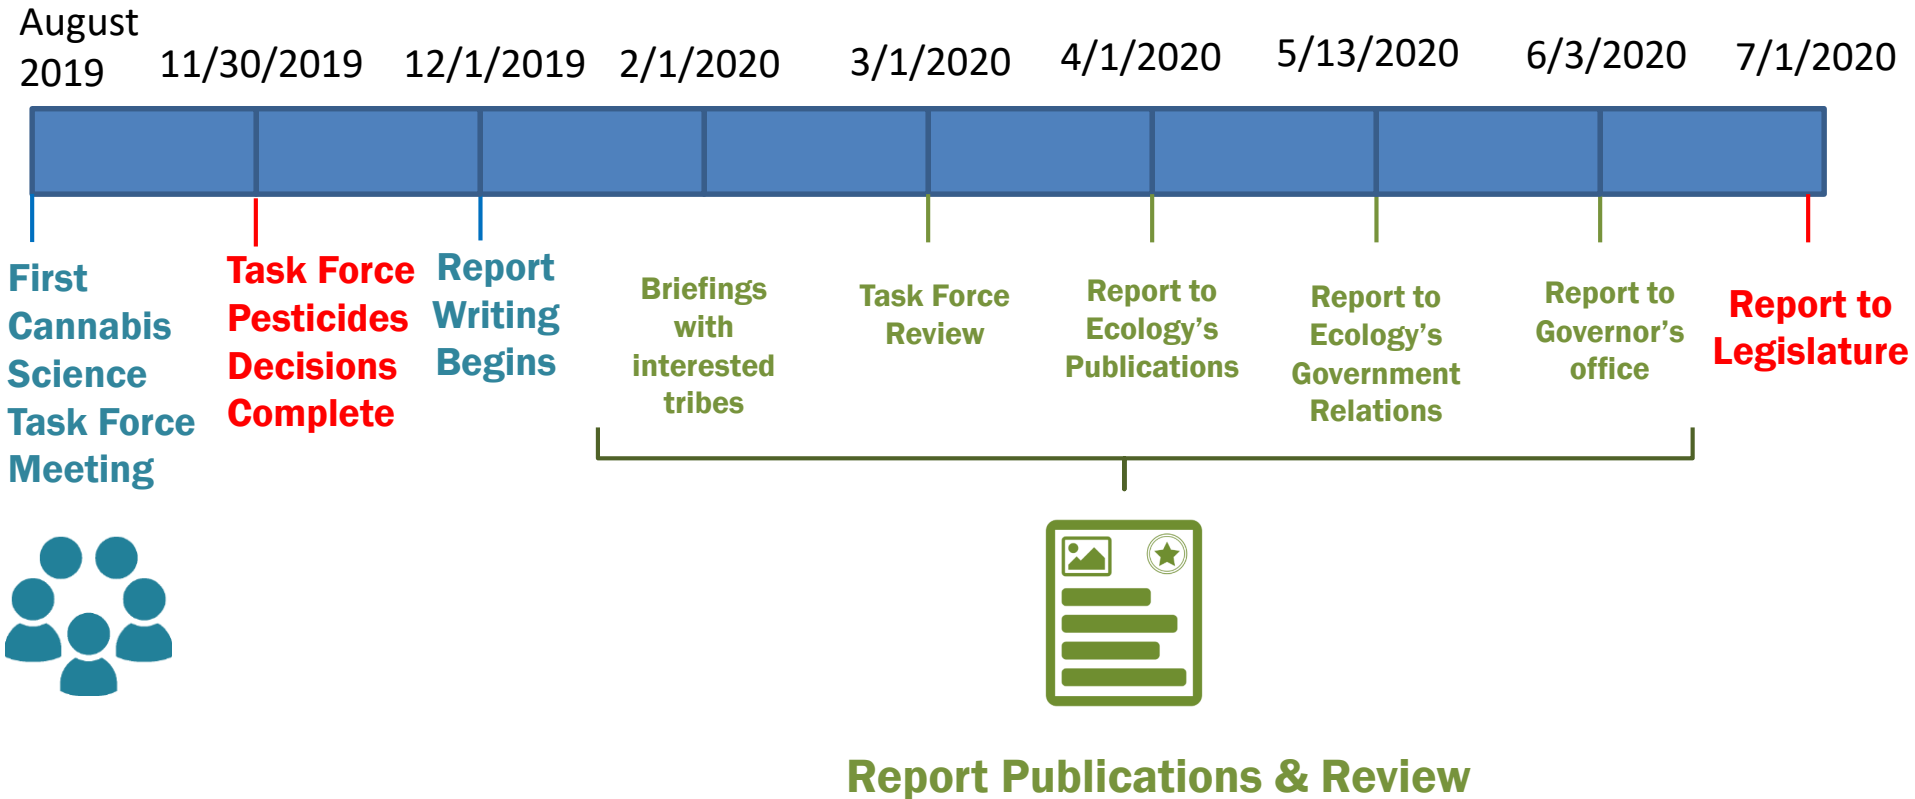 August
2019
11/30/2019
12/1/2019
2/1/2020
3/1/2020
4/1/2020
5/13/2020
6/3/2020
7/1/2020
First
Cannabis
Science
Task Force
Meeting
Task Force
Pesticides
Decisions
Complete
Report
Writing
Begins
Briefings
with
interested
tribes
Task Force
Review
Report to
Ecology’s
Publications
Report to
Ecology’s
Government
Relations
Report to
Governor’s
office
Report to
Legislature
Report Publications & Review